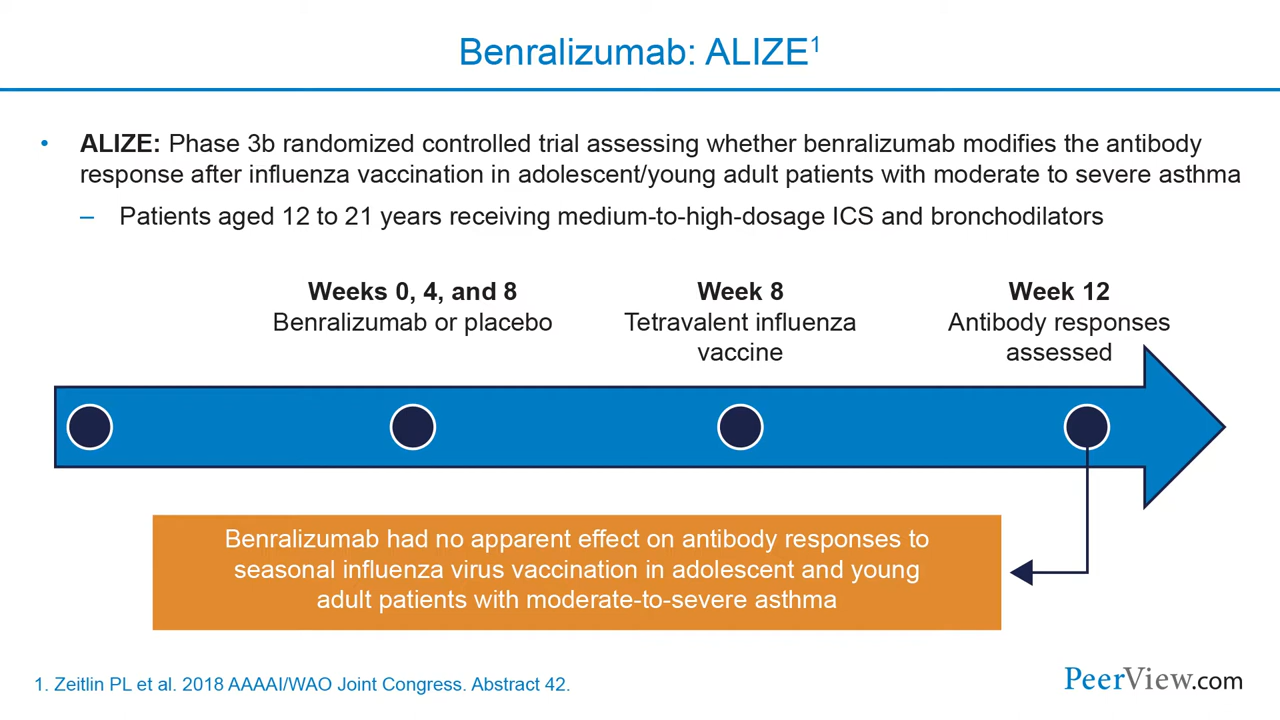 Benralizumab: ALIZE1
• ALIZE: Phase 3b randomized controlled trial assessing whether benralizumab modifies the antibody
response after influenza vaccination in adolescent/young adult patients with moderate to severe asthma
– Patients aged 12 to 21 years receiving medium-to-high-dosage ICS and bronchodilators
Weeks 0, 4, and 8
Benralizumab or placebo
Week 8
Tetravalent influenza
vaccine
Week 12
Antibody responses
assessed
Benralizumab had no apparent effect on antibody responses to
seasonal influenza virus vaccination in adolescent and young
adult patients with moderate-to-severe asthma
1. Zeitlin PL et al. 2018 AAAAI/WAO Joint Congress. Abstract 42.
PeerView.com